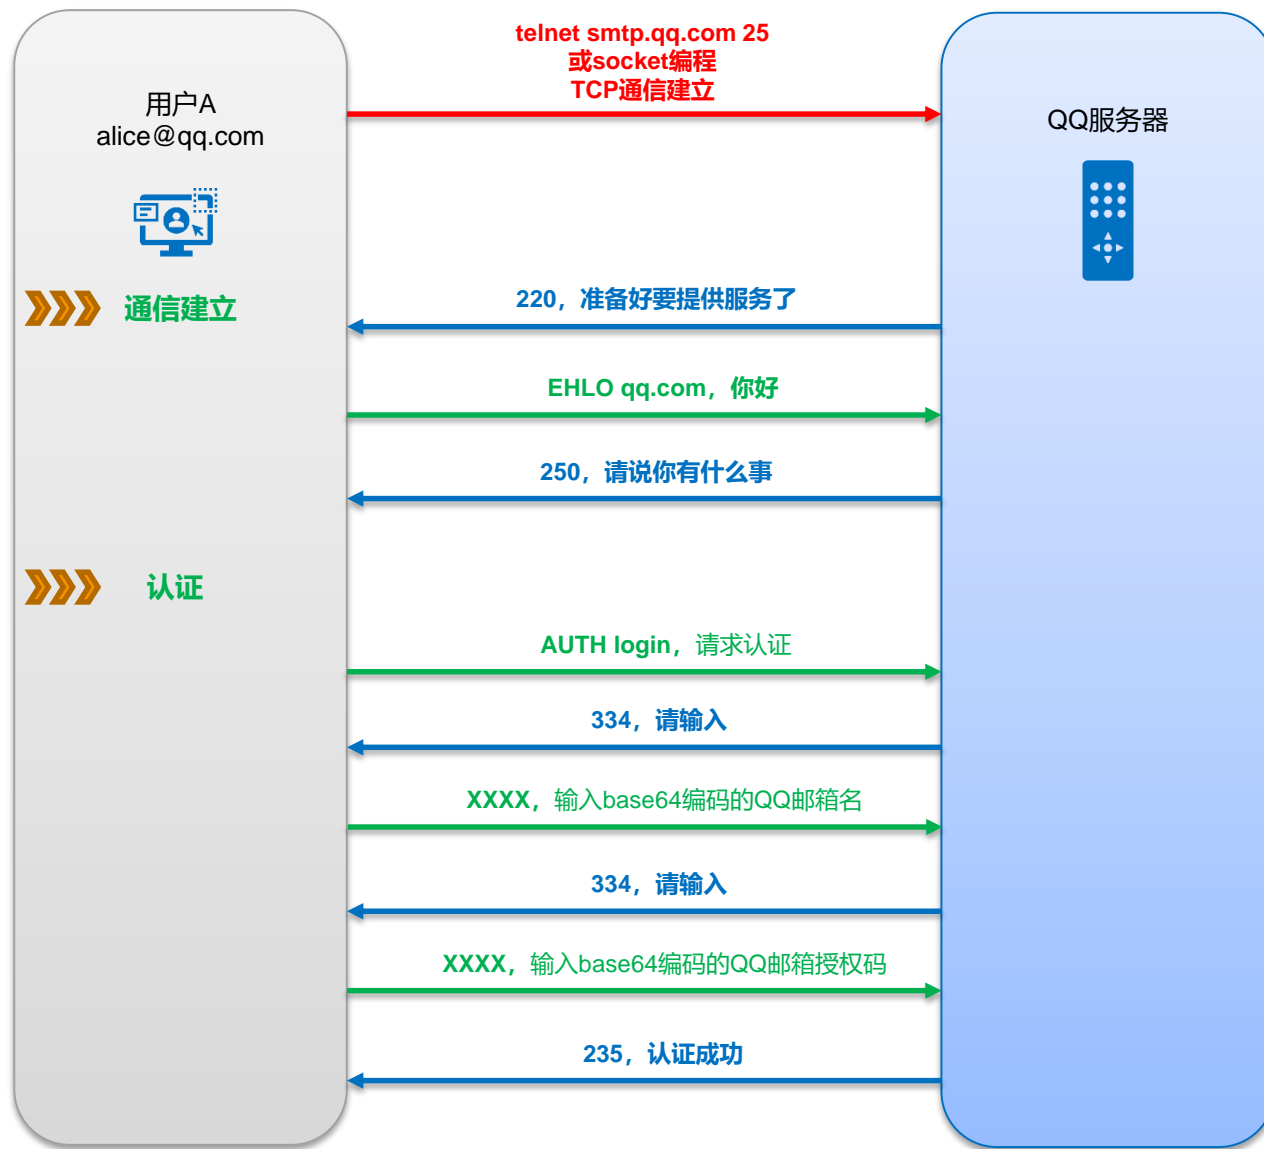 telnet smtp.qq.com 25
或socket编程
TCP通信建立
用户A
alice@qq.com
QQ服务器
通信建立
220，准备好要提供服务了
EHLO qq.com，你好
250，请说你有什么事
认证
AUTH login，请求认证
334，请输入
XXXX，输入base64编码的QQ邮箱名
334，请输入
XXXX，输入base64编码的QQ邮箱授权码
235，认证成功